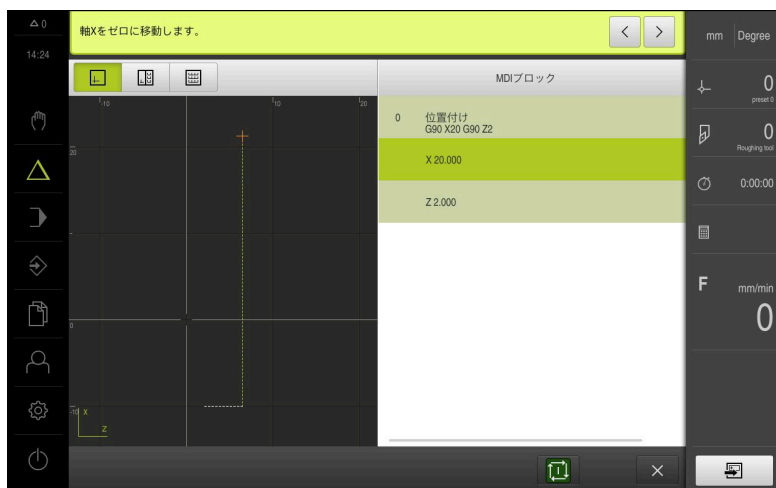 0
14:24
軸Xをゼロに移動します。
mm Degree
MDIブロック
-10 10 20
0 位置付け
G90 X20 G90 Z2
X 20.000
Z 2.000
20
0
-10 X
Z
0
preset 0
0
Roughing tool
0:00:00
F mm/min
0